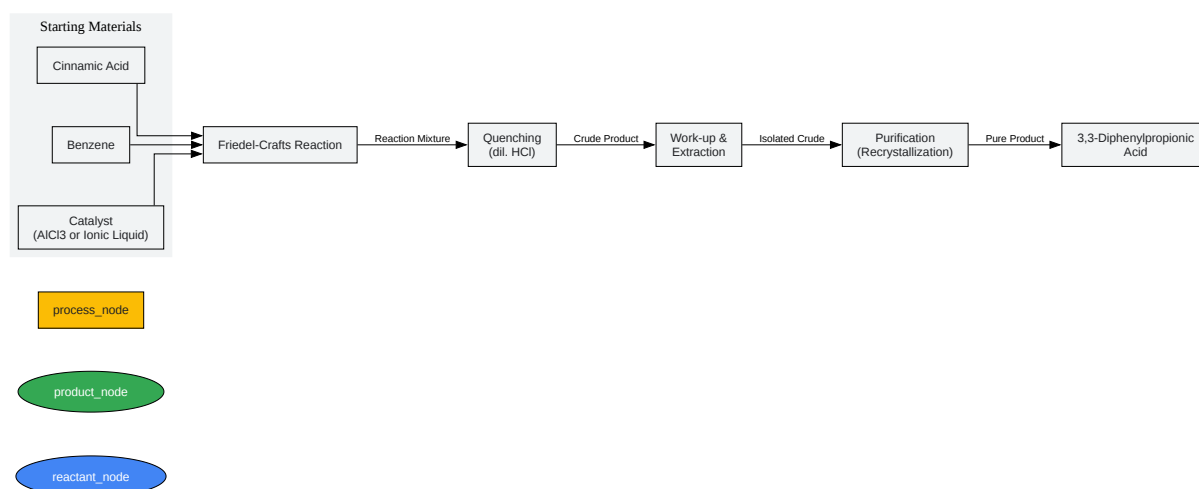 Starting Materials
Cinnamic Acid
Benzene
Catalyst
(AlCl3 or Ionic Liquid)
Friedel-Crafts Reaction
Reaction Mixture
Quenching
(dil. HCl)
Crude Product
Work-up &
Extraction
Isolated Crude
Purification
(Recrystallization)
Pure Product
3,3-Diphenylpropionic
Acid
process_node
product_node
reactant_node